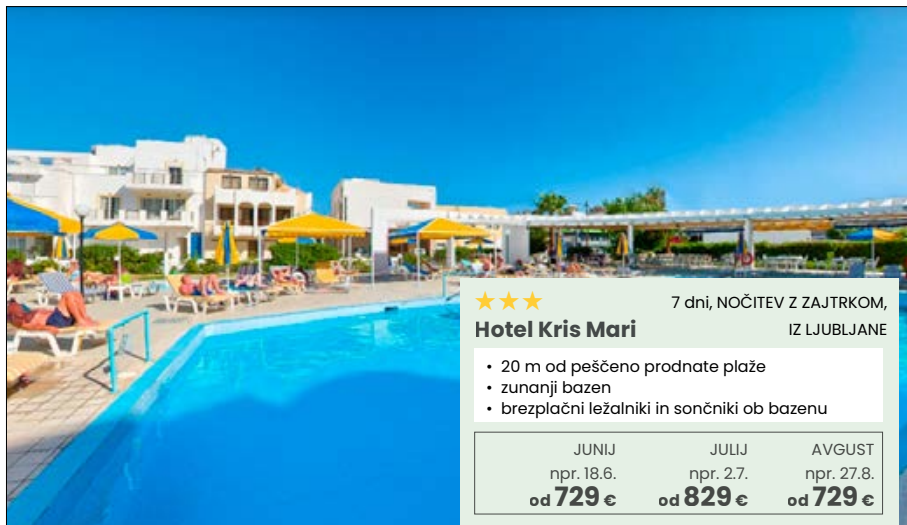 7 dni, NOČITEV Z ZAJTRKOM,
Hotel Kris Mari
IZ LJUBLJANE
• 20 m od peščeno prodnate plaže
• zunanji bazen
• brezplačni ležalniki in sončniki ob bazenu
JUNIJ JULIJ AVGUST
npr. 18.6. npr. 2.7. npr. 27.8.
od 729 € od 829 € od 729 €